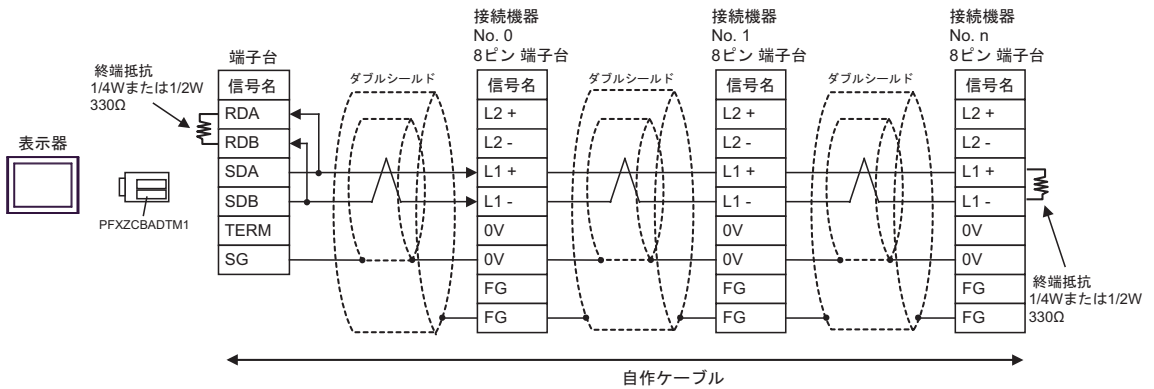 表示器
PFXZCBADTM1
終端抵抗
1/4Wまたは1/2W
330Ω
端子台
信号名
RDA
RDB
SDA
SDB
TERM
SG
ダブルシールド
接続機器
No. 0
8ピン 端子台
信号名
L2 +
L2 -
L1 +
L1 -
0V
0V
FG
FG
ダブルシールド
接続機器
No. 1
8ピン 端子台
信号名
L2 +
L2 -
L1 +
L1 -
0V
0V
FG
FG
ダブルシールド
接続機器
No. n
8ピン 端子台
信号名
L2 +
L2 -
L1 +
L1 -
0V
0V
FG
FG
終端抵抗
1/4Wまたは1/2W
330Ω
自作ケーブル